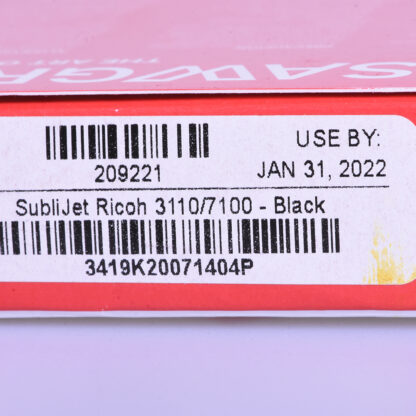 209221
USE BY:
JAN 31, 2022
SubliJet Ricoh 3110/7100 - Black
3419K20071404P